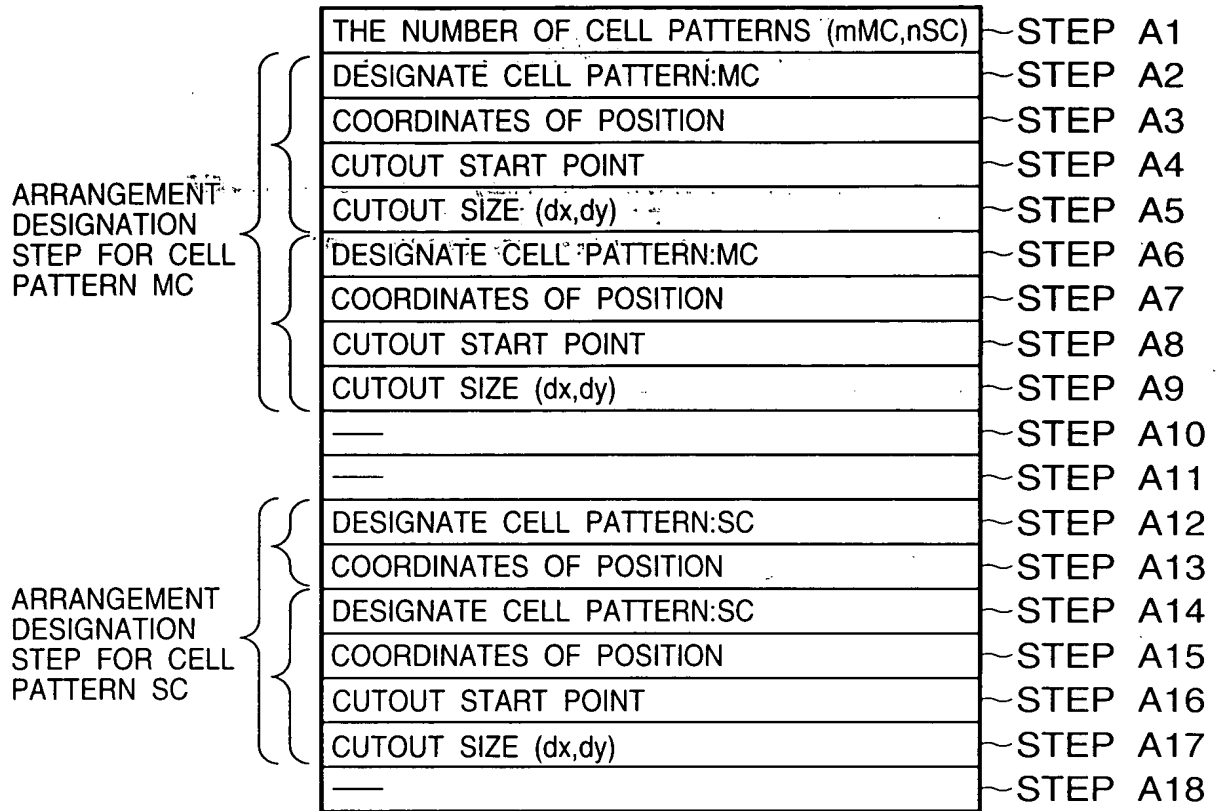 THE NUMBER OF CELL PATTERNS (mMC,nSC) ~STEP A1
DESIGNATE CELL PATTERN:MC ~STEP A2
COORDINATES OF POSITION ~STEP A3
CUTOUT START POINT ~STEP A4
CUTOUT SIZE (dx,dy) ~STEP A5
ARRANGEMENT
DESIGNATION
STEP FOR CELL
PATTERN MC
DESIGNATE CELL PATTERN:MC ~STEP A6
COORDINATES OF POSITION ~STEP A7
CUTOUT START POINT ~STEP A8
CUTOUT SIZE (dx,dy) ~STEP A9
— ~STEP A10
— ~STEP A11
DESIGNATE CELL PATTERN:SC ~STEP A12
COORDINATES OF POSITION ~STEP A13
ARRANGEMENT
DESIGNATION
STEP FOR CELL
PATTERN SC
DESIGNATE CELL PATTERN:SC ~STEP A14
COORDINATES OF POSITION ~STEP A15
CUTOUT START POINT ~STEP A16
CUTOUT SIZE (dx,dy) ~STEP A17
— ~STEP A18